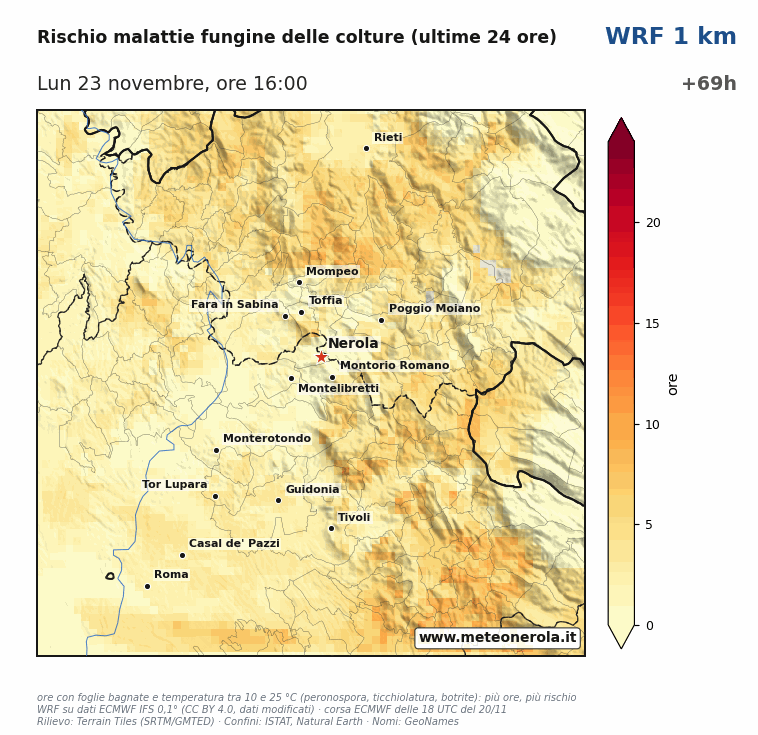 Rischio malattie fungine delle colture (ultime 24 ore)
WRF 1 km
Lun 23 novembre, ore 16:00
+69h
Rieti
Mompeo
Toffia
Fara in Sabina
Poggio Moiano
Nerola
Montorio Romano
Montelibretti
Monterotondo
Tor Lupara
Guidonia
Tivoli
Casal de' Pazzi
Roma
www.meteonerola.it
20
15
10
5
0
ore
ore con foglie bagnate e temperatura tra 10 e 25 °C (peronospora, ticchiolatura, botrite): più ore, più rischio
WRF su dati ECMWF IFS 0,1° (CC BY 4.0, dati modificati) · corsa ECMWF delle 18 UTC del 20/11
Rilievo: Terrain Tiles (SRTM/GMTED) · Confini: ISTAT, Natural Earth · Nomi: GeoNames